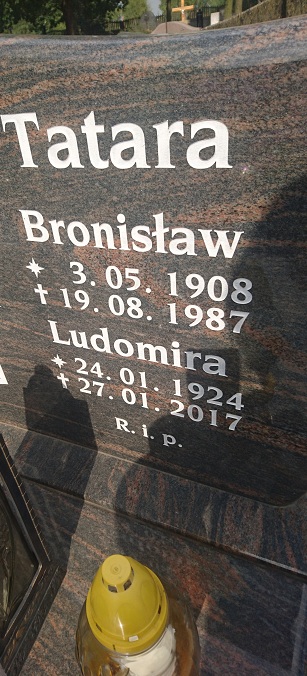 Tatara
Bronisław
* 3. 05. 1908
† 19. 08. 1987
Ludomira
* 24. 01. 1924
† 27. 01. 2017
R. i. p.